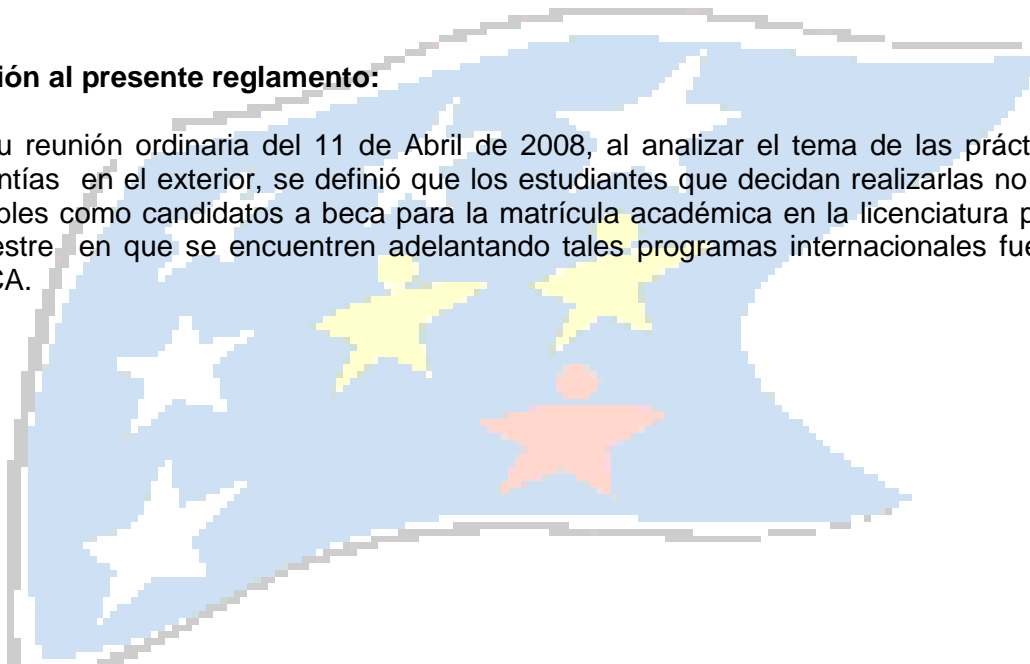 ión al presente reglamento:
u reunión ordinaria del 11 de Abril de 2008, al analizar el tema de las práct
ntías en el exterior, se definió que los estudiantes que decidan realizarlas no
bles como candidatos a beca para la matrícula académica en la licenciatura p
estre en que se encuentren adelantando tales programas internacionales fue
CA.